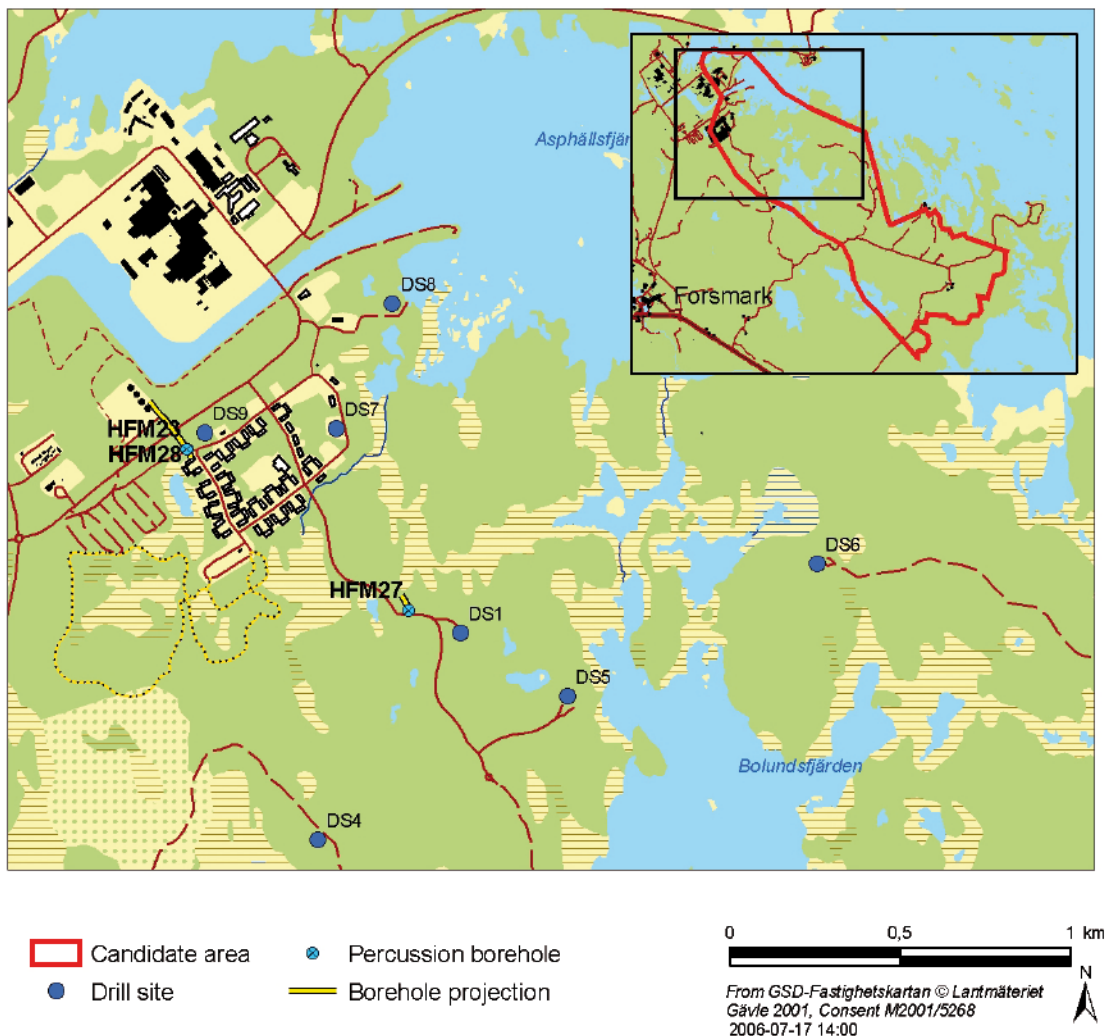 Asphällsfjär
Forsmark
DS8
DS7
DS9
HFM23
HFM28
DS6
HFM27
DS1
DS5
Bolundsfjärden
DS4
Candidate area
Percussion borehole
Drill site
Borehole projection
0 0,5 1 km
N
From GSD-Fastighetskartan © Lantmäteriet
Gävle 2001, Consent M2001/5268
2006-07-17 14:00